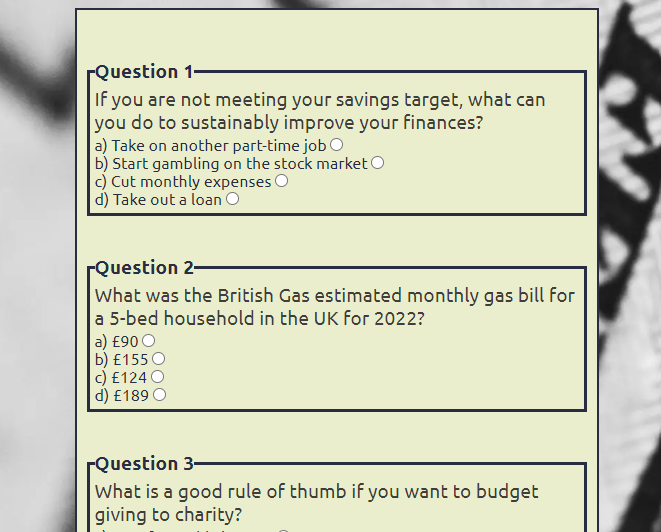 Question 1
If you are not meeting your savings target, what can
you do to sustainably improve your finances?
a) Take on another part-time job
b) Start gambling on the stock market
c) Cut monthly expenses
d) Take out a loan
Question 2
What was the British Gas estimated monthly gas bill for
a 5-bed household in the UK for 2022?
a) £90
b) £155
c) £124
d) £189
Question 3
What is a good rule of thumb if you want to budget
giving to charity?